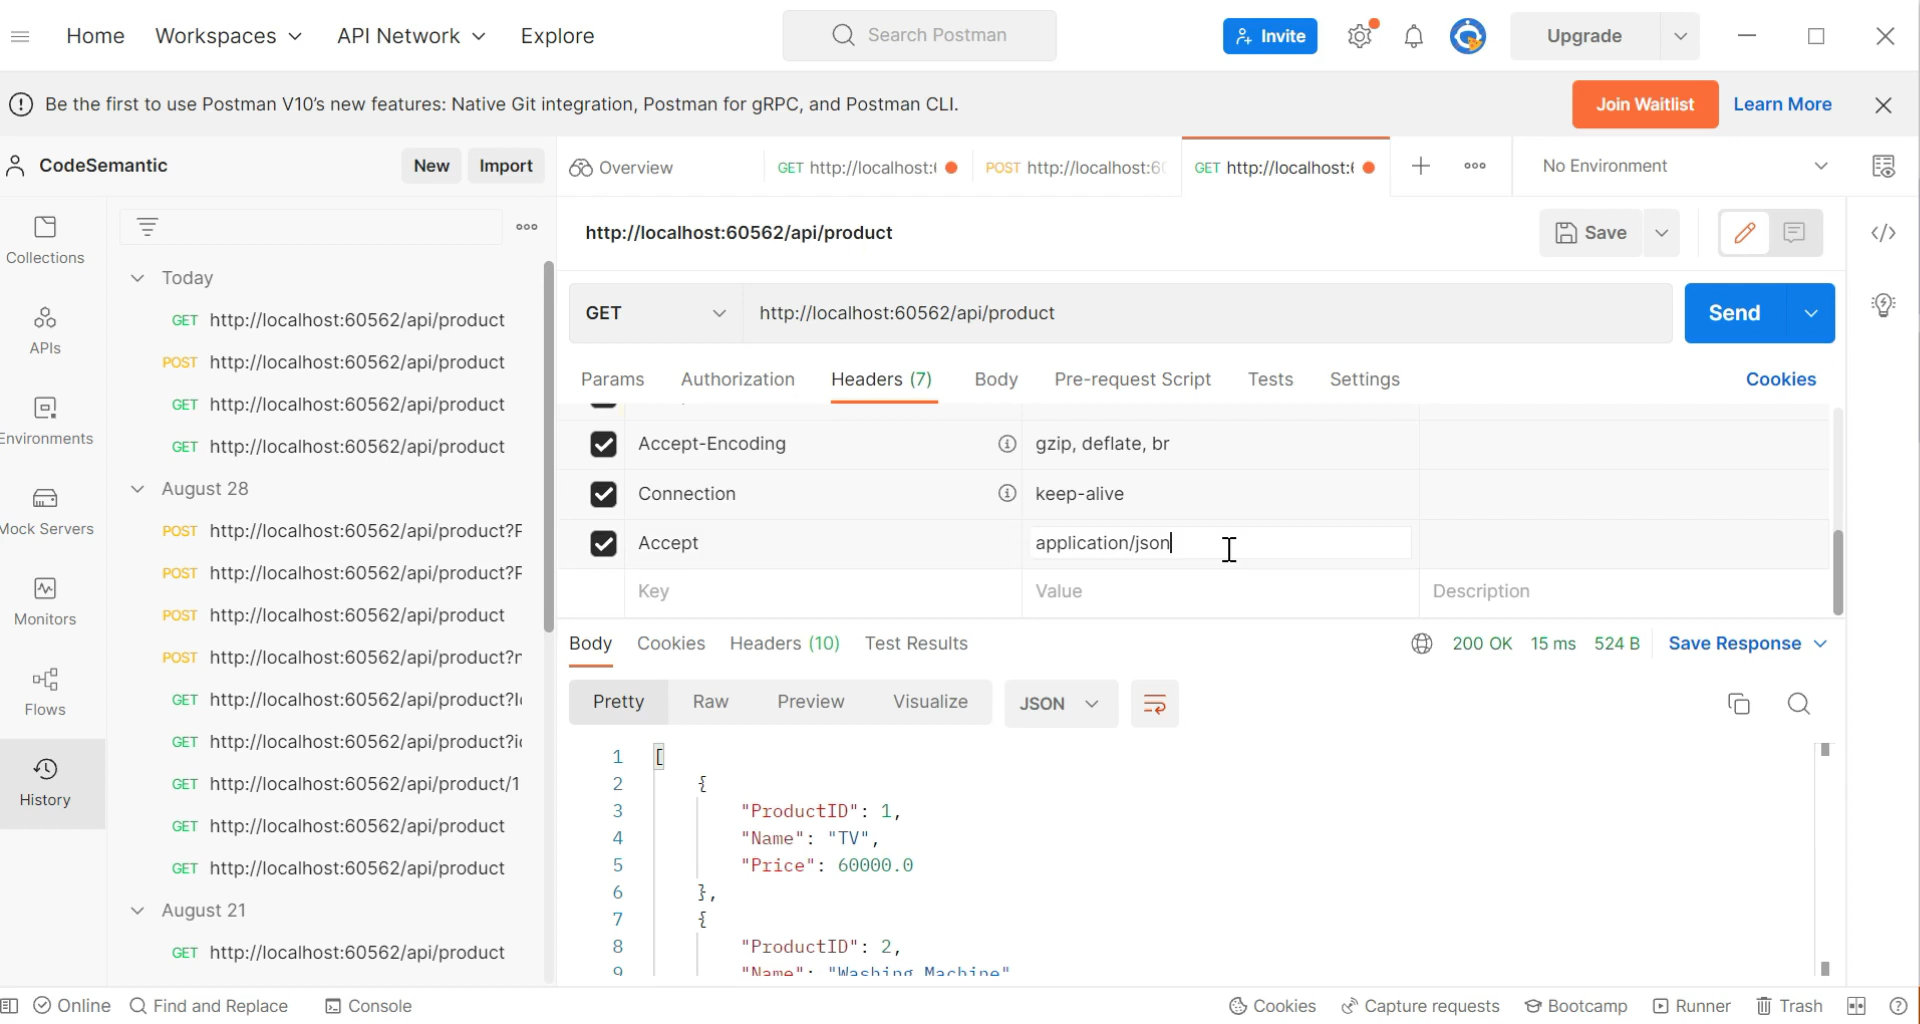 Home Workspaces API Network Explore Search Postman Invite Upgrade
Be the first to use Postman V10's new features: Native Git integration, Postman for gRPC, and Postman CLI. Join Waitlist Learn More
CodeSemantic New Import Overview GET http://localhost:6 POST http://localhost:60 GET http://localhost:6 No Environment
Collections
APIs
Environments
Mock Servers
Monitors
Flows
History
Today
GET http://localhost:60562/api/product
POST http://localhost:60562/api/product
GET http://localhost:60562/api/product
GET http://localhost:60562/api/product
August 28
POST http://localhost:60562/api/product?P
POST http://localhost:60562/api/product?P
POST http://localhost:60562/api/product
POST http://localhost:60562/api/product?n
GET http://localhost:60562/api/product?Id
GET http://localhost:60562/api/product?id
GET http://localhost:60562/api/product/1
GET http://localhost:60562/api/product
GET http://localhost:60562/api/product
August 21
GET http://localhost:60562/api/product
http://localhost:60562/api/product Save
GET http://localhost:60562/api/product Send
Params Authorization Headers (7) Body Pre-request Script Tests Settings Cookies
Accept-Encoding gzip, deflate, br
Connection keep-alive
Accept application/json
Key Value Description
Body Cookies Headers (10) Test Results 200 OK 15 ms 524 B Save Response
Pretty Raw Preview Visualize JSON
1 [
2 {
3 "ProductID": 1,
4 "Name": "TV",
5 "Price": 60000.0
6 },
7 {
8 "ProductID": 2,
9 "Name": "Washing Machine"
Online Find and Replace Console Cookies Capture requests Bootcamp Runner Trash